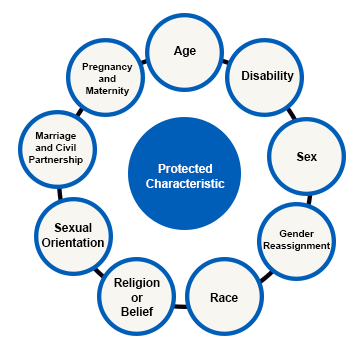 Age
Disability
Sex
Gender
Reassignment
Race
Religion
or
Belief
Sexual
Orientation
Marriage
and Civil
Partnership
Pregnancy
and
Maternity
Protected
Characteristic